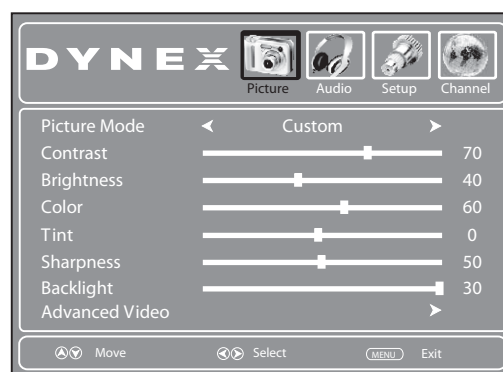 DYNEX
Picture Audio Setup Channel
Picture Mode Custom
Contrast 70
Brightness 40
Color 60
Tint 0
Sharpness 50
Backlight 30
Advanced Video
Move Select MENU Exit